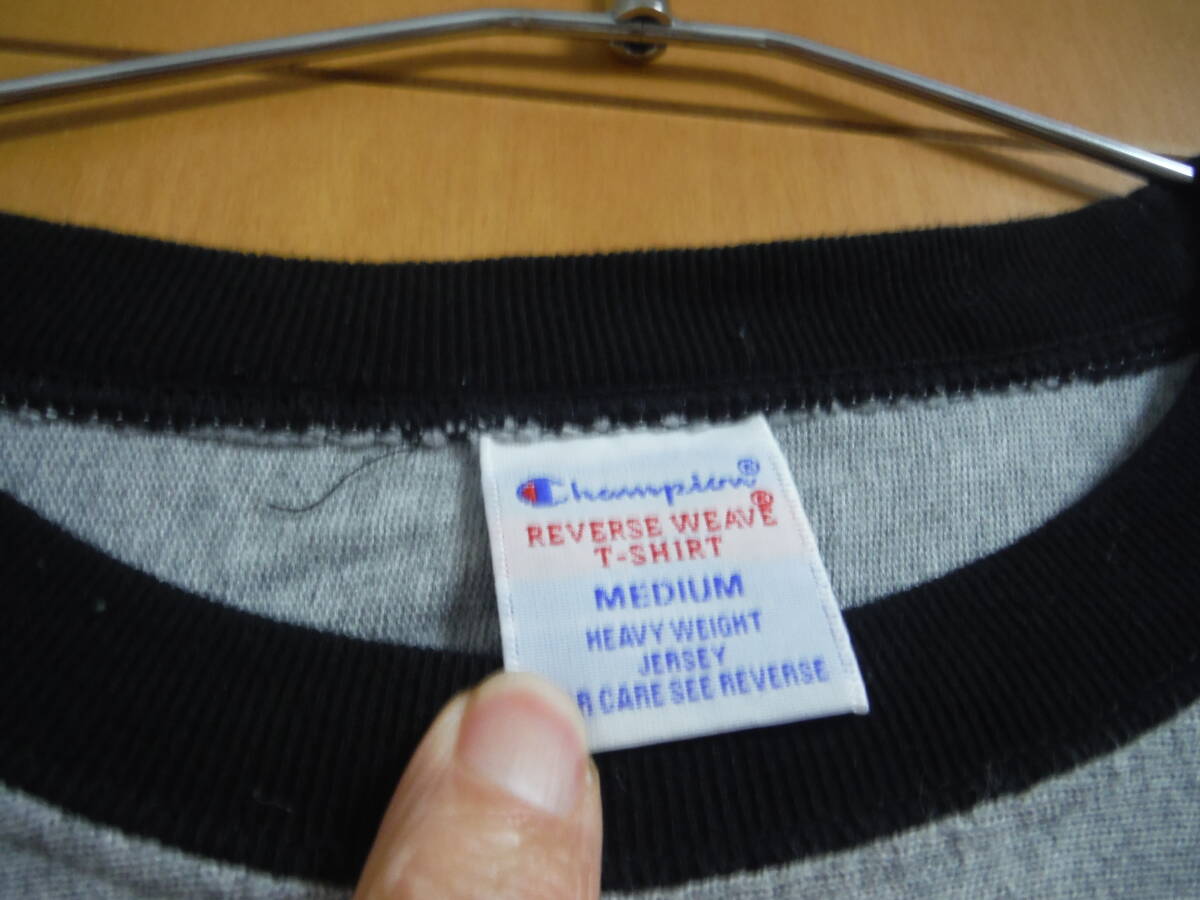 Champion®
REVERSE WEAVE®
T-SHIRT
MEDIUM
HEAVY WEIGHT
JERSEY
R CARE SEE REVERSE